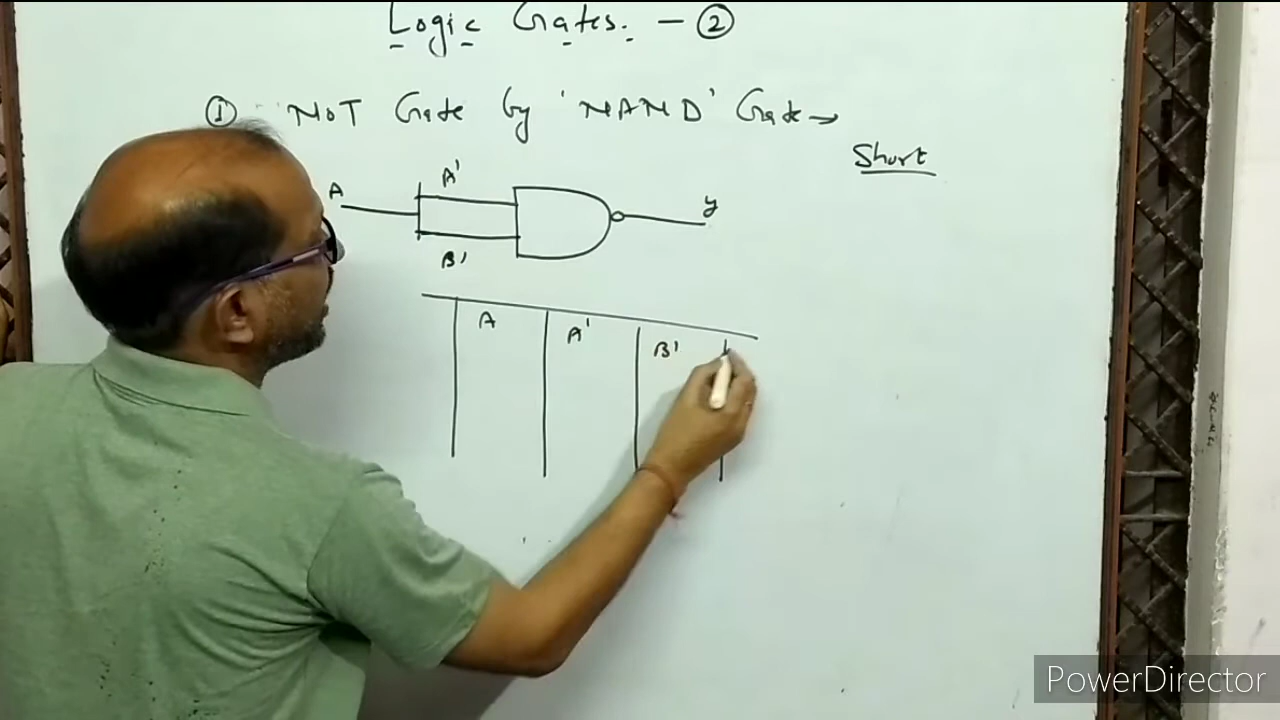 Logic Gates. - ②
① NOT Gate by 'NAND' Gate →
Short
A A' y
B'
A A' B'
PowerDirector